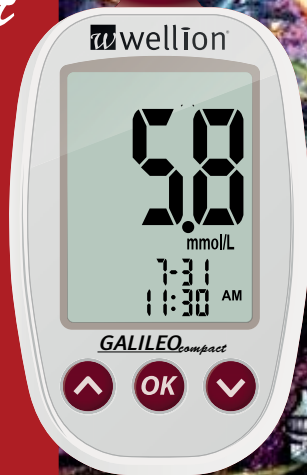 wellion
5.8
mmol/L
7-31
11:30 AM
GALILEO compact
OK